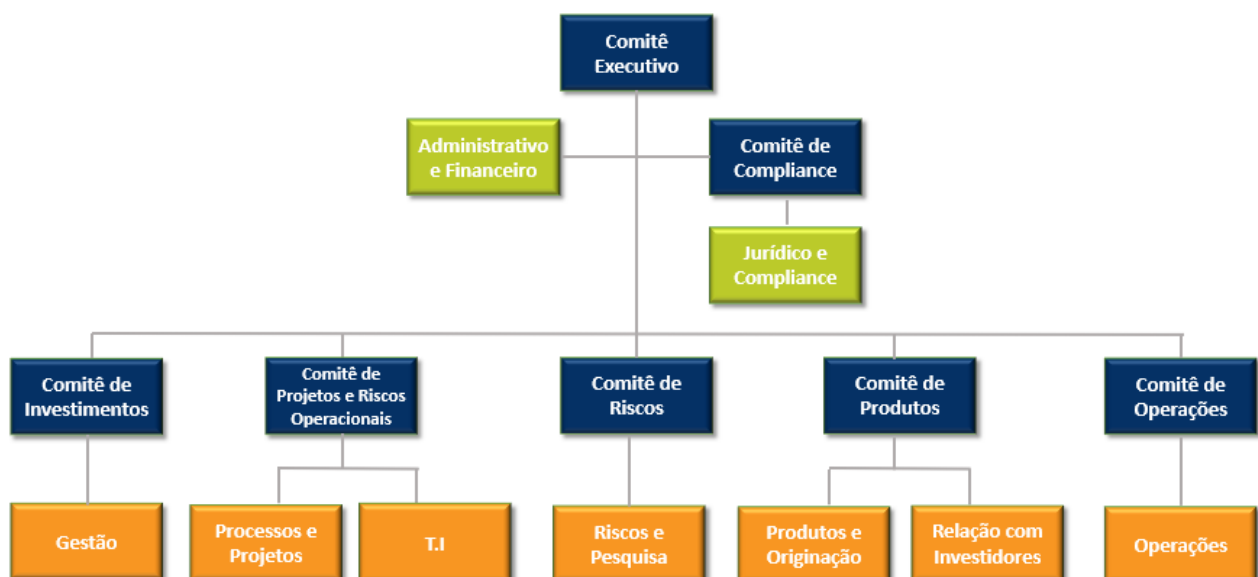 Comitê
Executivo
Administrativo
e Financeiro
Comitê de
Compliance
Jurídico e
Compliance
Comitê de
Investimentos
Comitê de
Projetos e Riscos
Operacionais
Comitê de
Riscos
Comitê de
Produtos
Comitê de
Operações
Gestão
Processos e
Projetos
T.I
Riscos e
Pesquisa
Produtos e
Originação
Relação com
Investidores
Operações